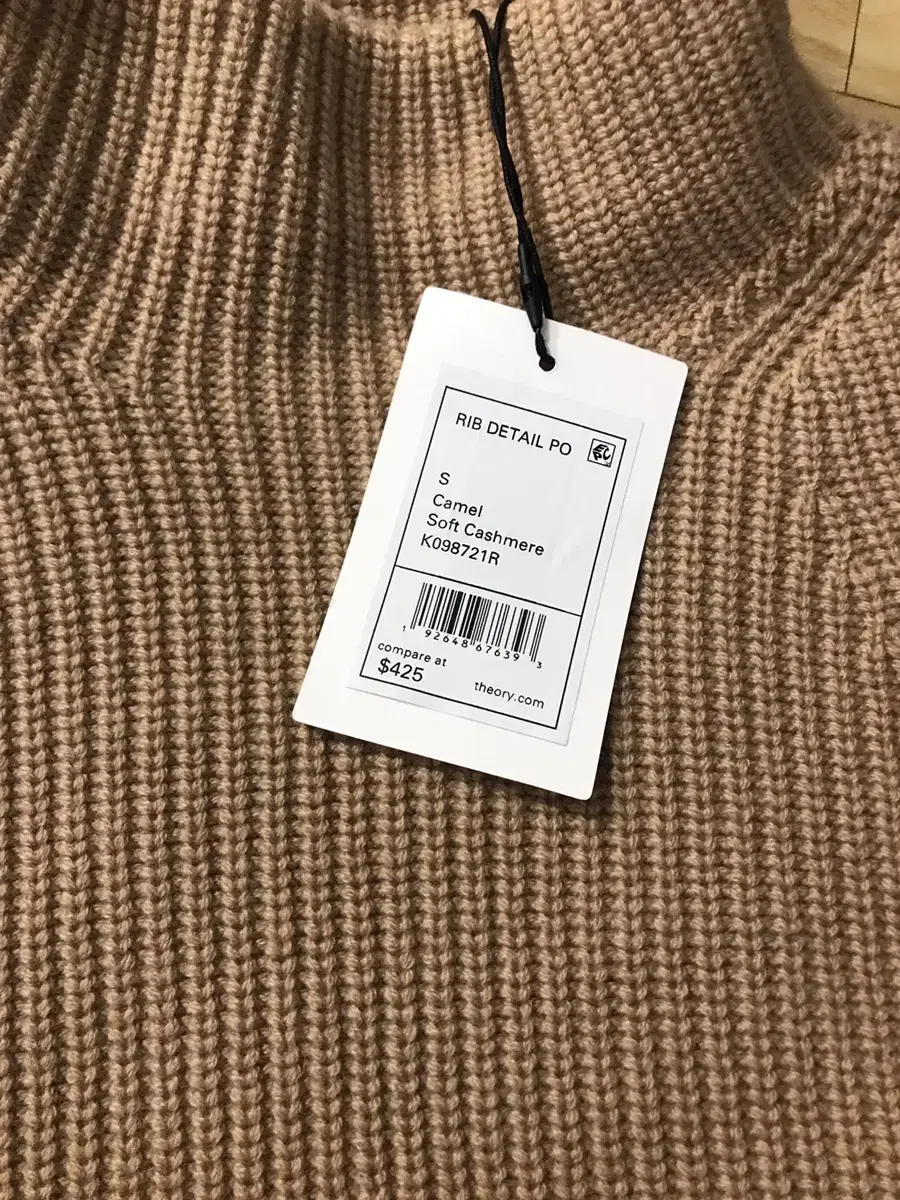 RIB DETAIL PO
S
Camel
Soft Cashmere
K098721R
1 92648 67639 3
compare at
$425
theory.com